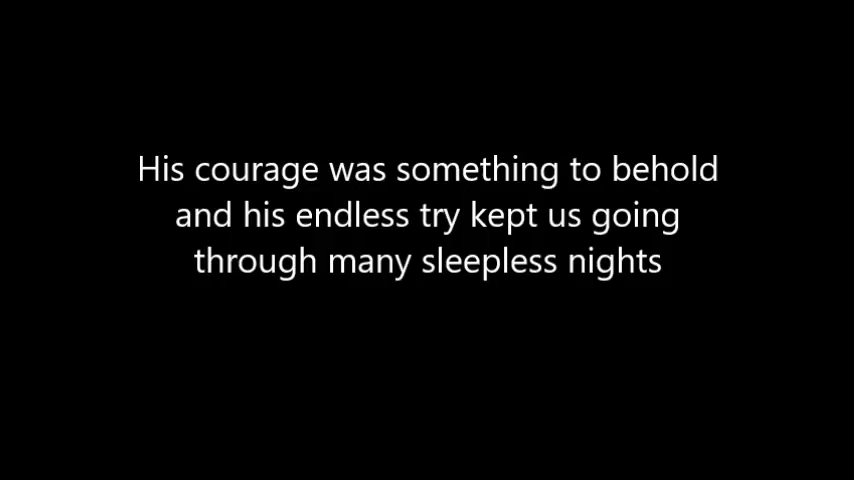 His courage was something to behold
and his endless try kept us going
through many sleepless nights